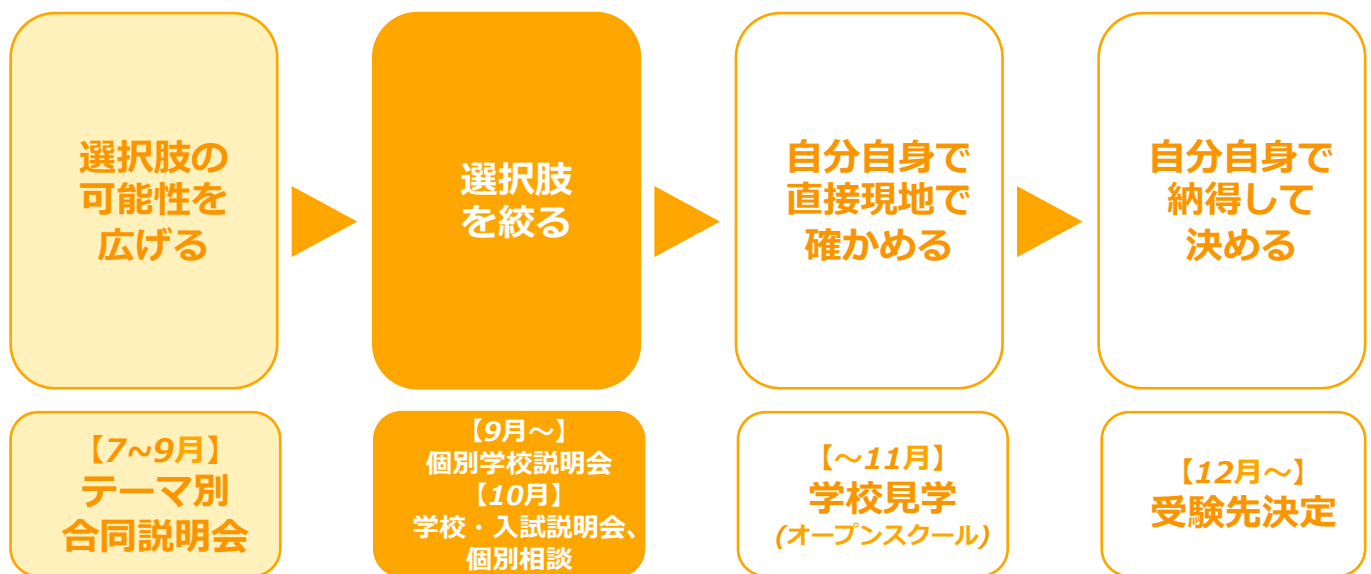 選択肢の
可能性を
広げる
選択肢
を絞る
自分自身で
直接現地で
確かめる
自分自身で
納得して
決める
【7~9月】
テーマ別
合同説明会
【9月～】
個別学校説明会
【10月】
学校・入試説明会、
個別相談
【～11月】
学校見学
(オープンスクール)
【12月～】
受験先決定